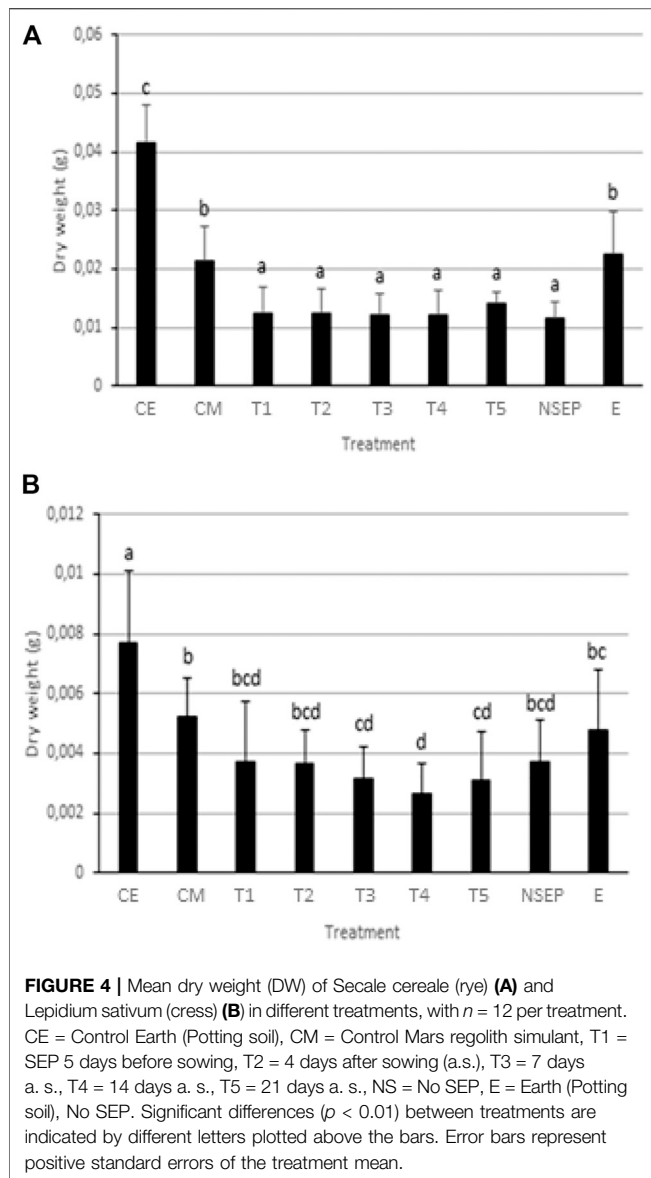 A
0,06
0,05
0,04
0,03
0,02
0,01
0
Dry weight (g)
c
b
a
a
a
a
a
a
b
CE CM T1 T2 T3 T4 T5 NSEP E
Treatment
B
0,012
0,01
0,008
0,006
0,004
0,002
0
Dry weight (g)
a
b
bcd
bcd
cd
d
cd
bcd
bc
CE CM T1 T2 T3 T4 T5 NSEP E
Treatment
FIGURE 4 | Mean dry weight (DW) of Secale cereale (rye) (A) and
Lepidium sativum (cress) (B) in different treatments, with n = 12 per treatment.
CE = Control Earth (Potting soil), CM = Control Mars regolith simulant, T1 =
SEP 5 days before sowing, T2 = 4 days after sowing (a.s.), T3 = 7 days
a. s., T4 = 14 days a. s., T5 = 21 days a. s., NS = No SEP, E = Earth (Potting
soil), No SEP. Significant differences (p < 0.01) between treatments are
indicated by different letters plotted above the bars. Error bars represent
positive standard errors of the treatment mean.